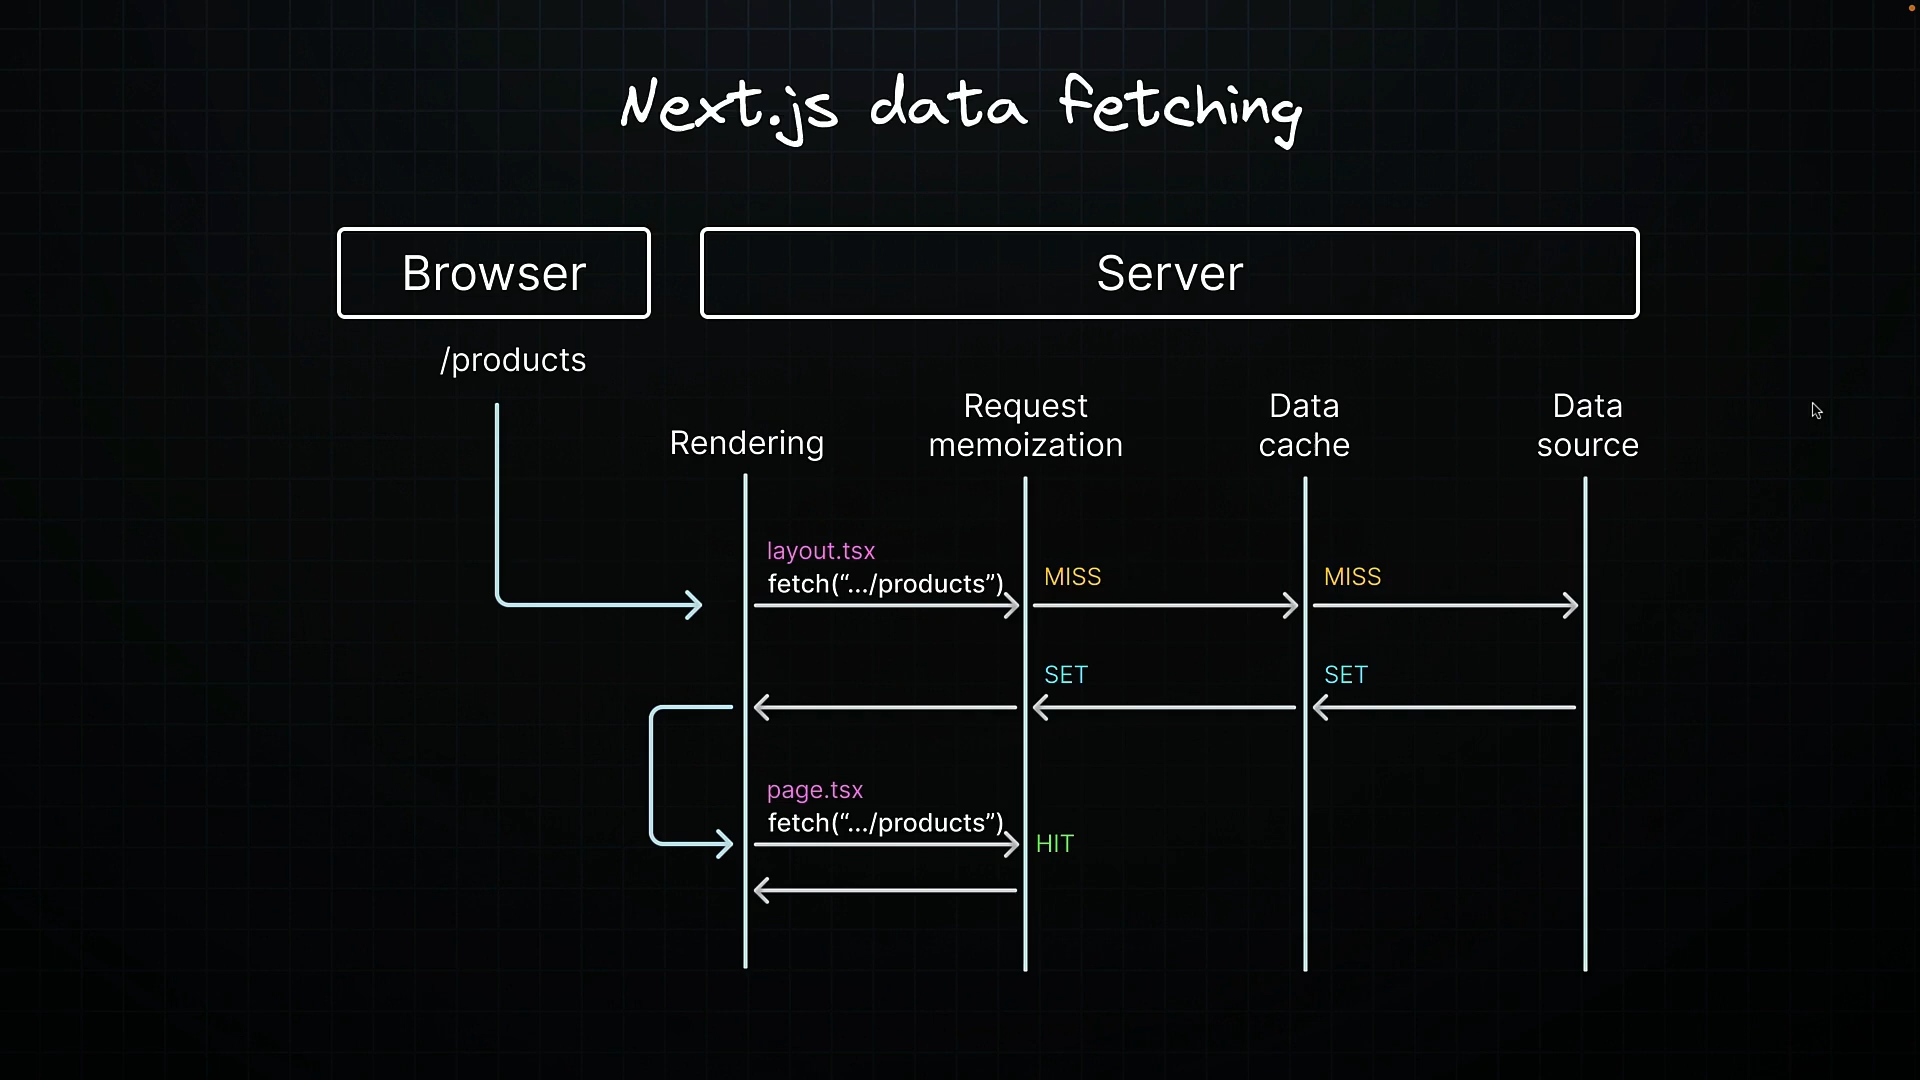 Next.js data fetching
Browser
Server
/products
Rendering
Request
memoization
Data
cache
Data
source
layout.tsx
fetch(“.../products”)
MISS
MISS
SET
SET
page.tsx
fetch(“.../products”)
HIT